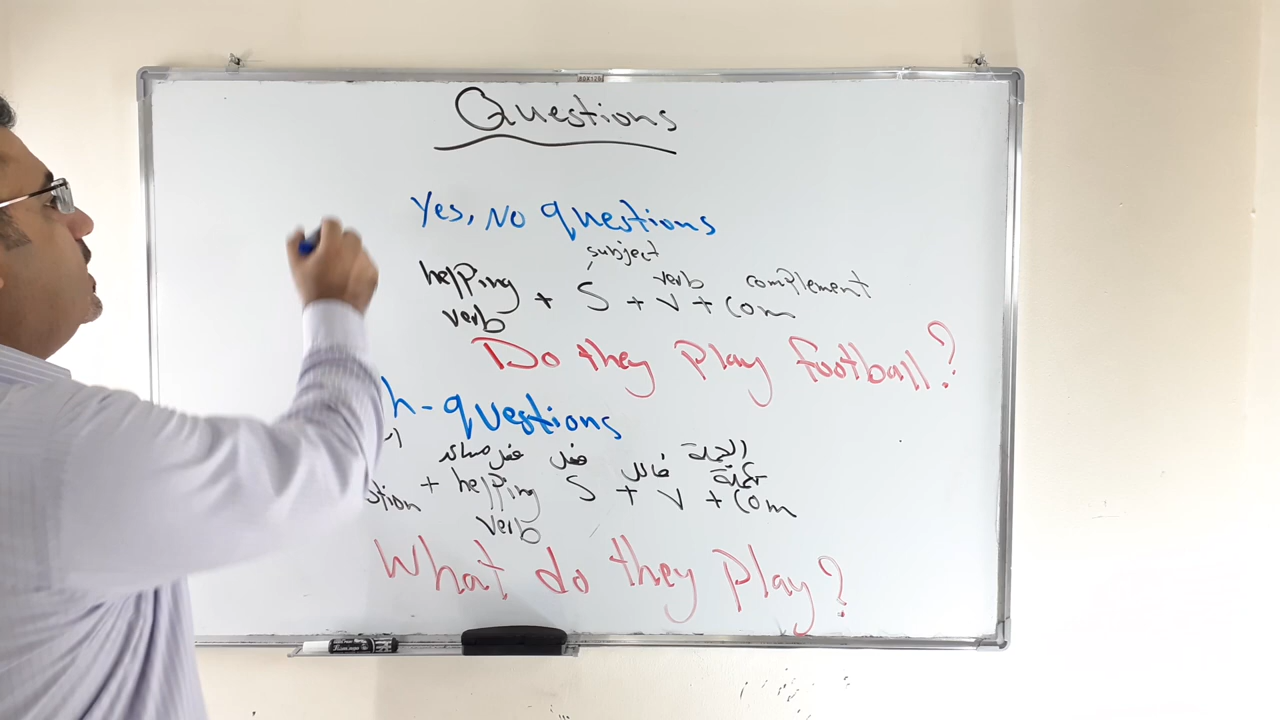 Questions
Yes, No questions
subject
helping verb complement
verb + S + V + Com
Do they play football?
h-questions
فعل مساعد فعل فاعل تكملة الجملة
stion + helping S + V + Com
verb
What do they play?